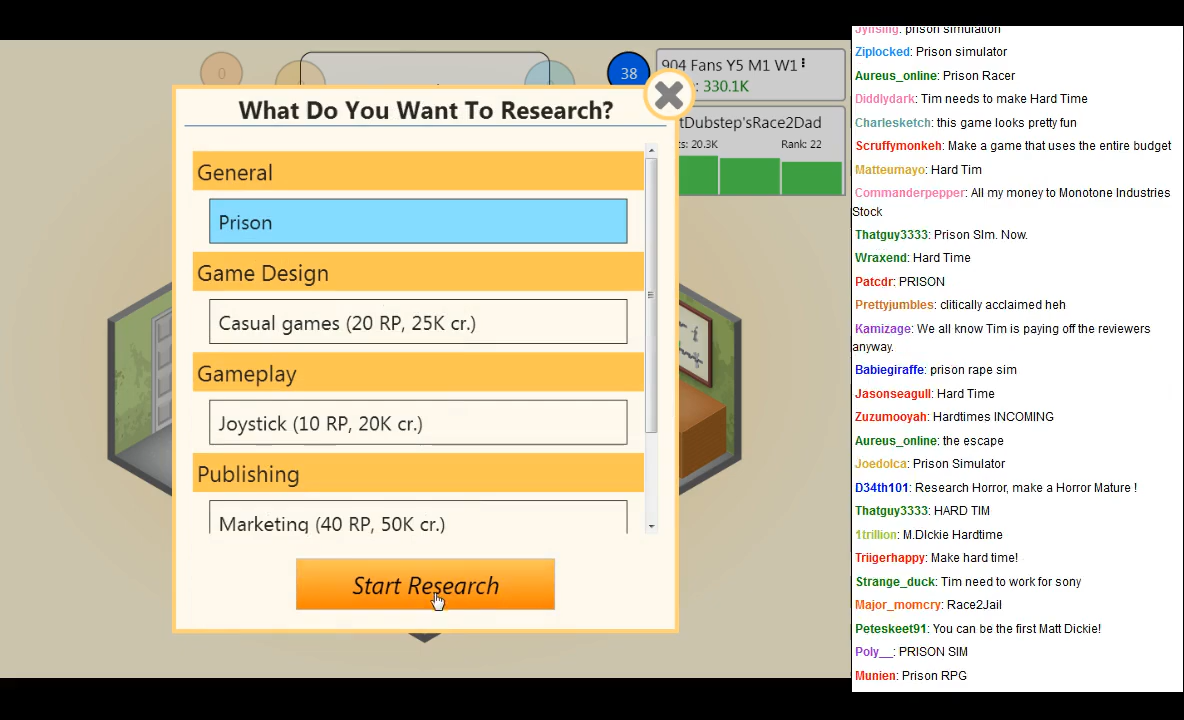 0
38
904 Fans Y5 M1 W1
: 330.1K
tDubstep'sRace2Dad
ts: 20.3K
Rank: 22
What Do You Want To Research?
General
Prison
Game Design
Casual games (20 RP, 25K cr.)
Gameplay
Joystick (10 RP, 20K cr.)
Publishing
Marketing (40 RP, 50K cr.)
Start Research
prison simulation
Ziplocked: Prison simulator
Aureus_online: Prison Racer
Diddlydark: Tim needs to make Hard Time
Charlesketch: this game looks pretty fun
Scruffymonkeh: Make a game that uses the entire budget
Matteumayo: Hard Tim
Commanderpepper: All my money to Monotone Industries
Stock
Thatguy3333: Prison SIm. Now.
Wraxend: Hard Time
Patcdr: PRISON
Prettyjumbles: clitically acclaimed heh
Kamizage: We all know Tim is paying off the reviewers
anyway.
Babiegiraffe: prison rape sim
Jasonseagull: Hard Time
Zuzumooyah: Hardtimes INCOMING
Aureus_online: the escape
Joedolca: Prison Simulator
D34th101: Research Horror, make a Horror Mature !
Thatguy3333: HARD TIM
1trillion: M.DIckie Hardtime
Triigerhappy: Make hard time!
Strange_duck: Tim need to work for sony
Major_momcry: Race2Jail
Peteskeet91: You can be the first Matt Dickie!
Poly__: PRISON SIM
Munien: Prison RPG